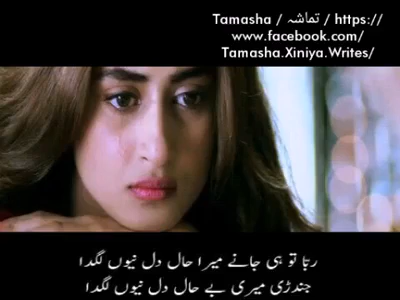 Tamasha / تماشہ / https://
www.facebook.com/
Tamasha.Xiniya.Writes/
ربّا تو ہی جانے میرا حال دل نیوں لگدا
جندڑی میری بے حال دل نیوں لگدا